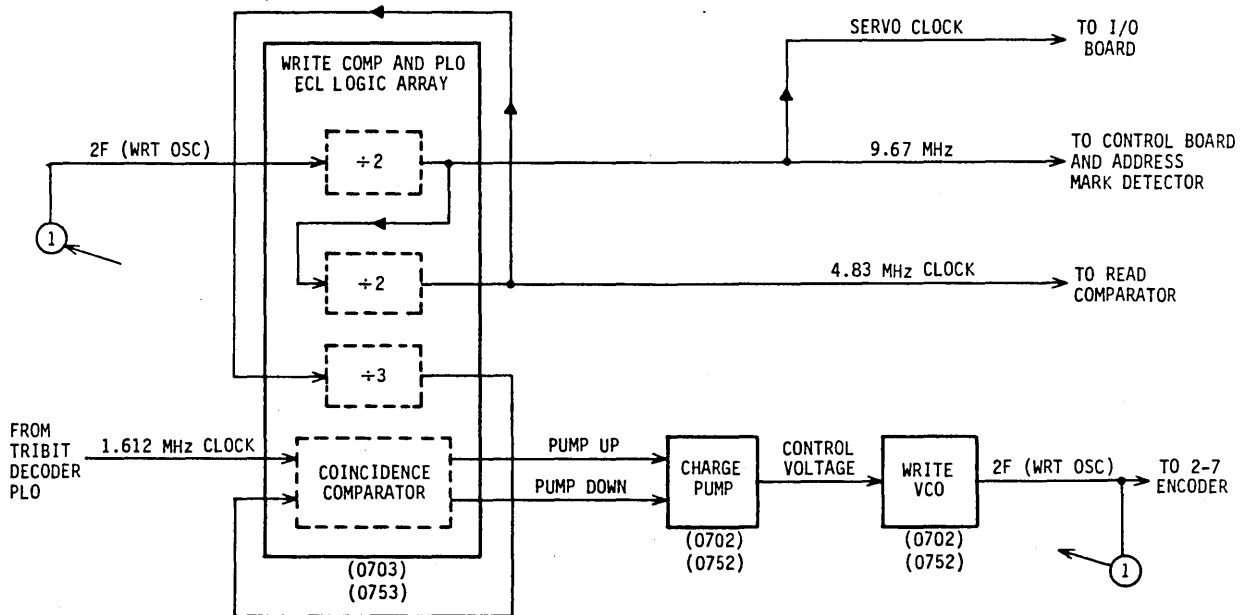 SERVO CLOCK
TO I/O
BOARD
WRITE COMP AND PLO
ECL LOGIC ARRAY
2F (WRT OSC)
÷2
9.67 MHz
TO CONTROL BOARD
AND ADDRESS
MARK DETECTOR
1
÷2
4.83 MHz CLOCK
TO READ
COMPARATOR
÷3
FROM
TRIBIT
DECODER
PLO
1.612 MHz CLOCK
COINCIDENCE
COMPARATOR
PUMP UP
PUMP DOWN
CHARGE
PUMP
CONTROL
VOLTAGE
WRITE
VCO
2F (WRT OSC)
TO 2-7
ENCODER
(0702)
(0752)
(0702)
(0752)
(0703)
(0753)
1